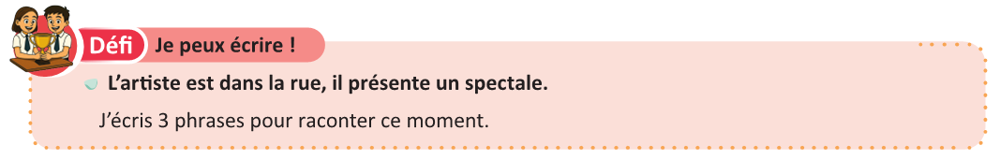 Défi Je peux écrire !
L'artiste est dans la rue, il présente un spectale.
J'écris 3 phrases pour raconter ce moment.